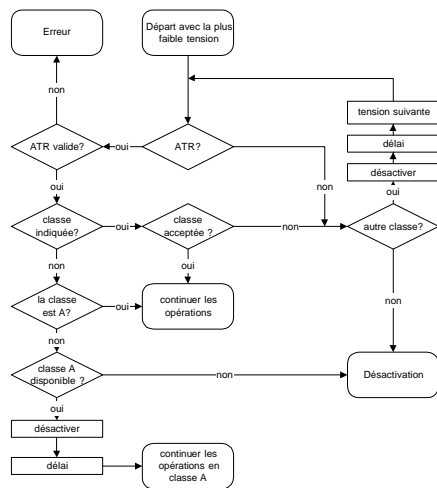 Erreur
Départ avec la plus
faible tension
non
tension suivante
ATR valide?
oui
ATR?
délai
désactiver
oui
non
oui
classe
indiquée?
oui
classe
acceptée ?
non
autre classe?
non
oui
la classe
est A?
oui
continuer les
opérations
non
non
classe A
disponible ?
non
Désactivation
oui
désactiver
délai
continuer les
opérations en
classe A